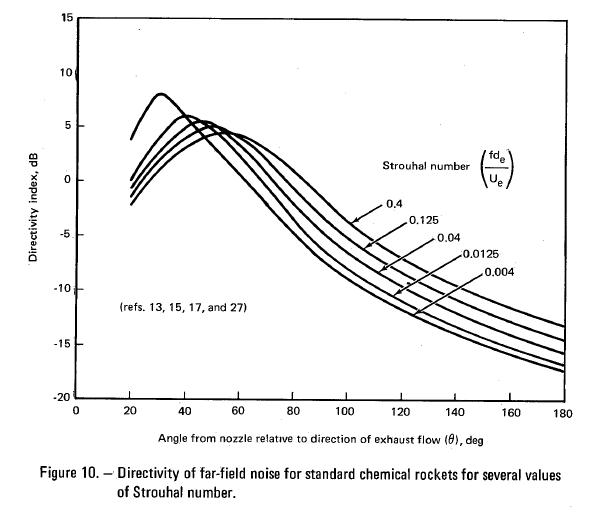 15
10
5
0
-5
-10
-15
-20
Directivity index, dB
Strouhal number (fde/Ue)
0.4
0.125
0.04
0.0125
0.004
(refs. 13, 15, 17, and 27)
0 20 40 60 80 100 120 140 160 180
Angle from nozzle relative to direction of exhaust flow (θ), deg
Figure 10. — Directivity of far-field noise for standard chemical rockets for several values
of Strouhal number.